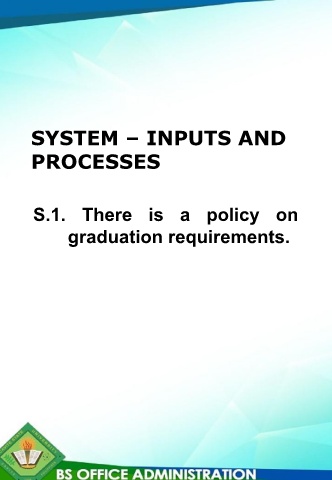 SYSTEM – INPUTS AND
PROCESSES
S.1. There is a policy on
graduation requirements.
BS OFFICE ADMINISTRATION